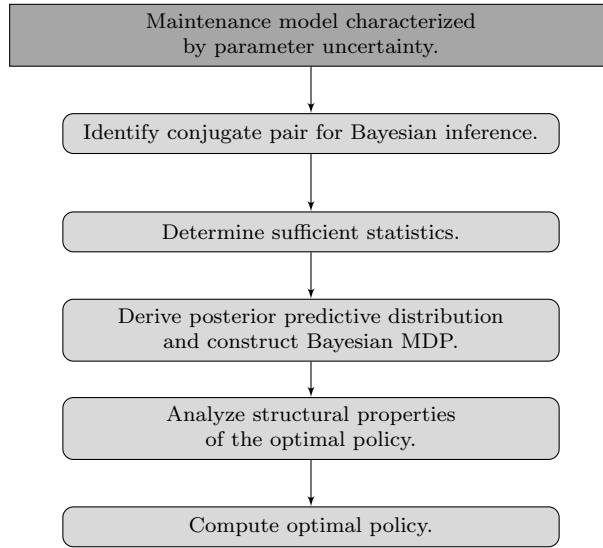 Maintenance model characterized
by parameter uncertainty.
Identify conjugate pair for Bayesian inference.
Determine sufficient statistics.
Derive posterior predictive distribution
and construct Bayesian MDP.
Analyze structural properties
of the optimal policy.
Compute optimal policy.